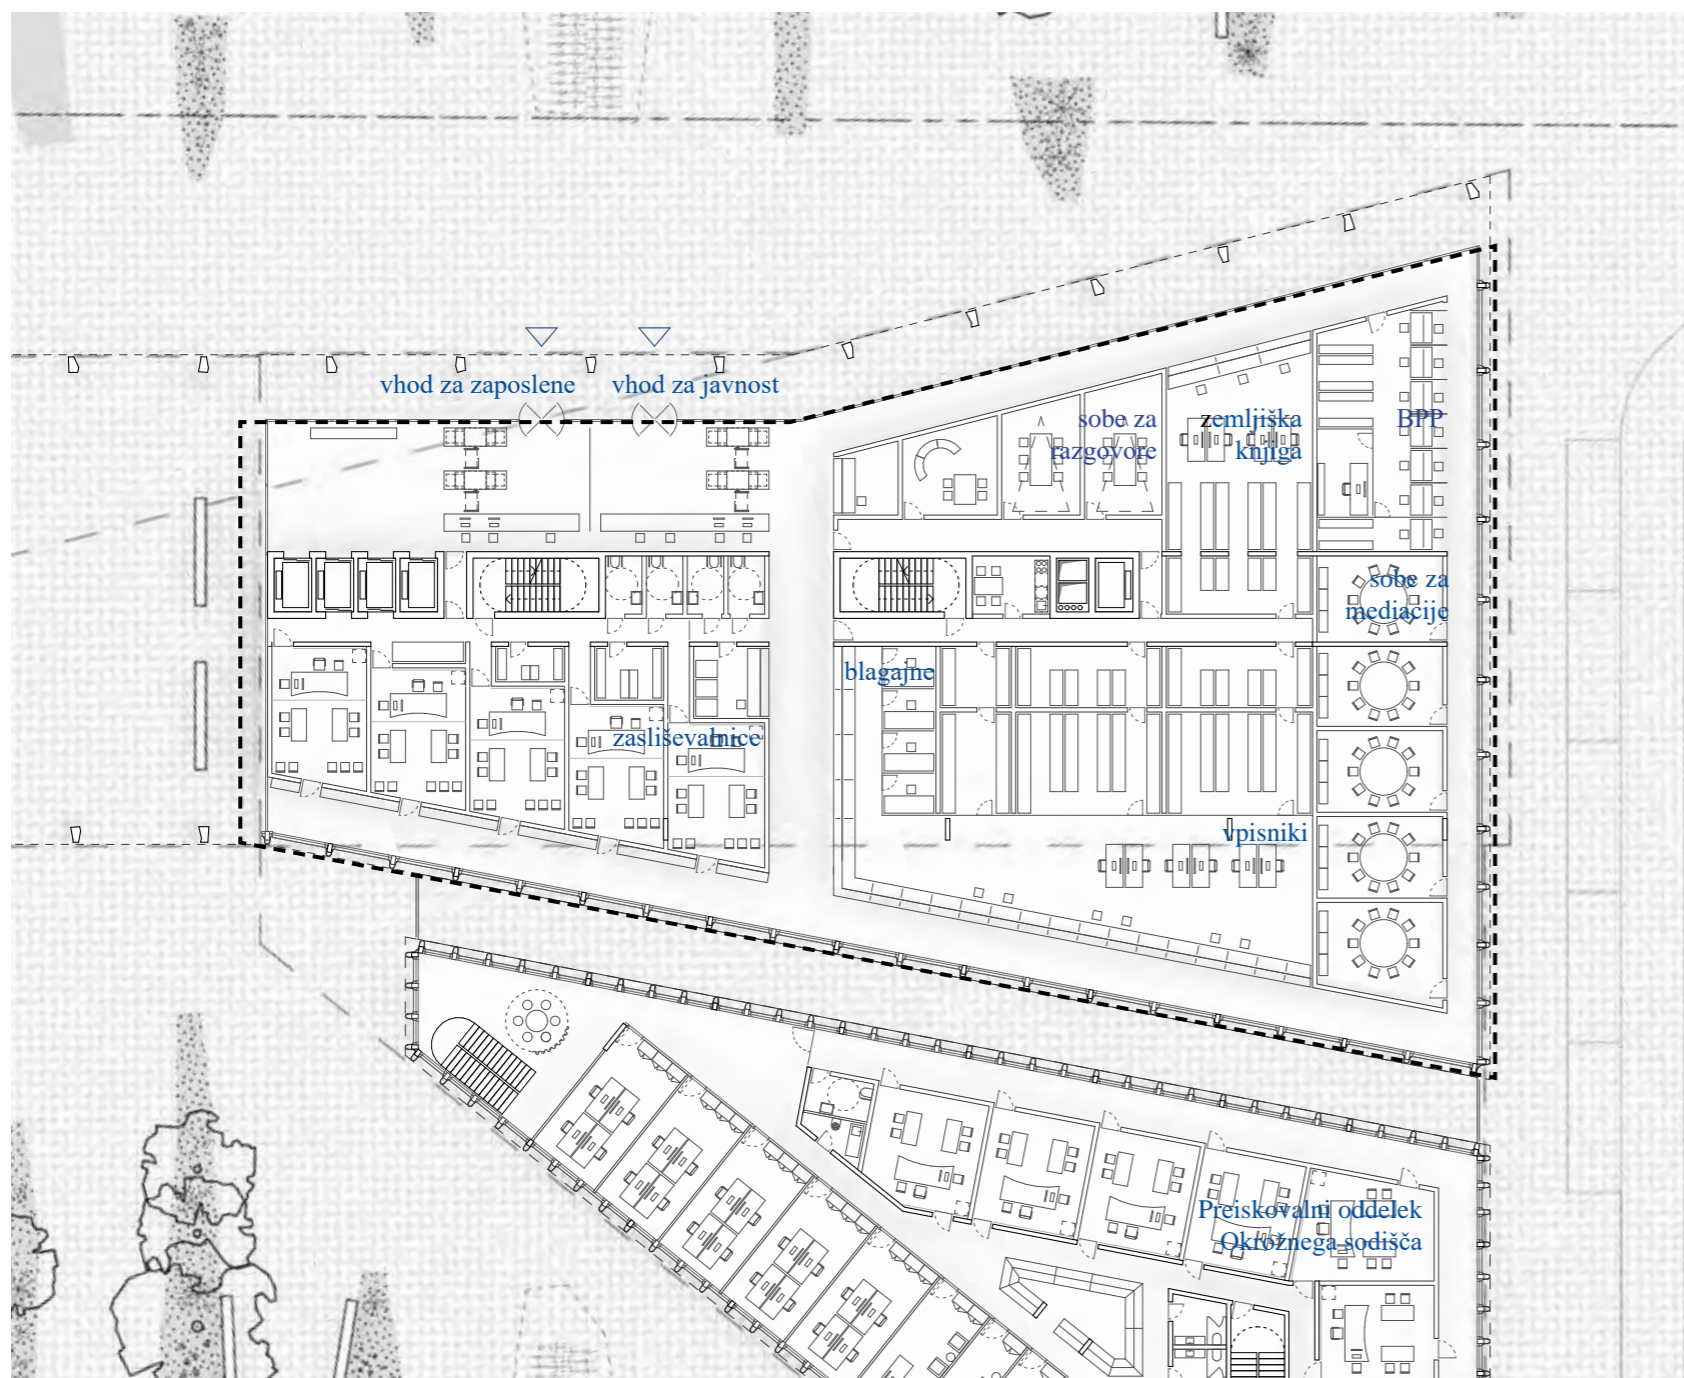 vhod za zaposlene
vhod za javnost
sobe za
razgovore
zemljiška
knjiga
BPP
sobe za
mediacije
blagajne
zasliševalnice
vpisniki
Preiskovalni oddelek
Okrožnega sodišča